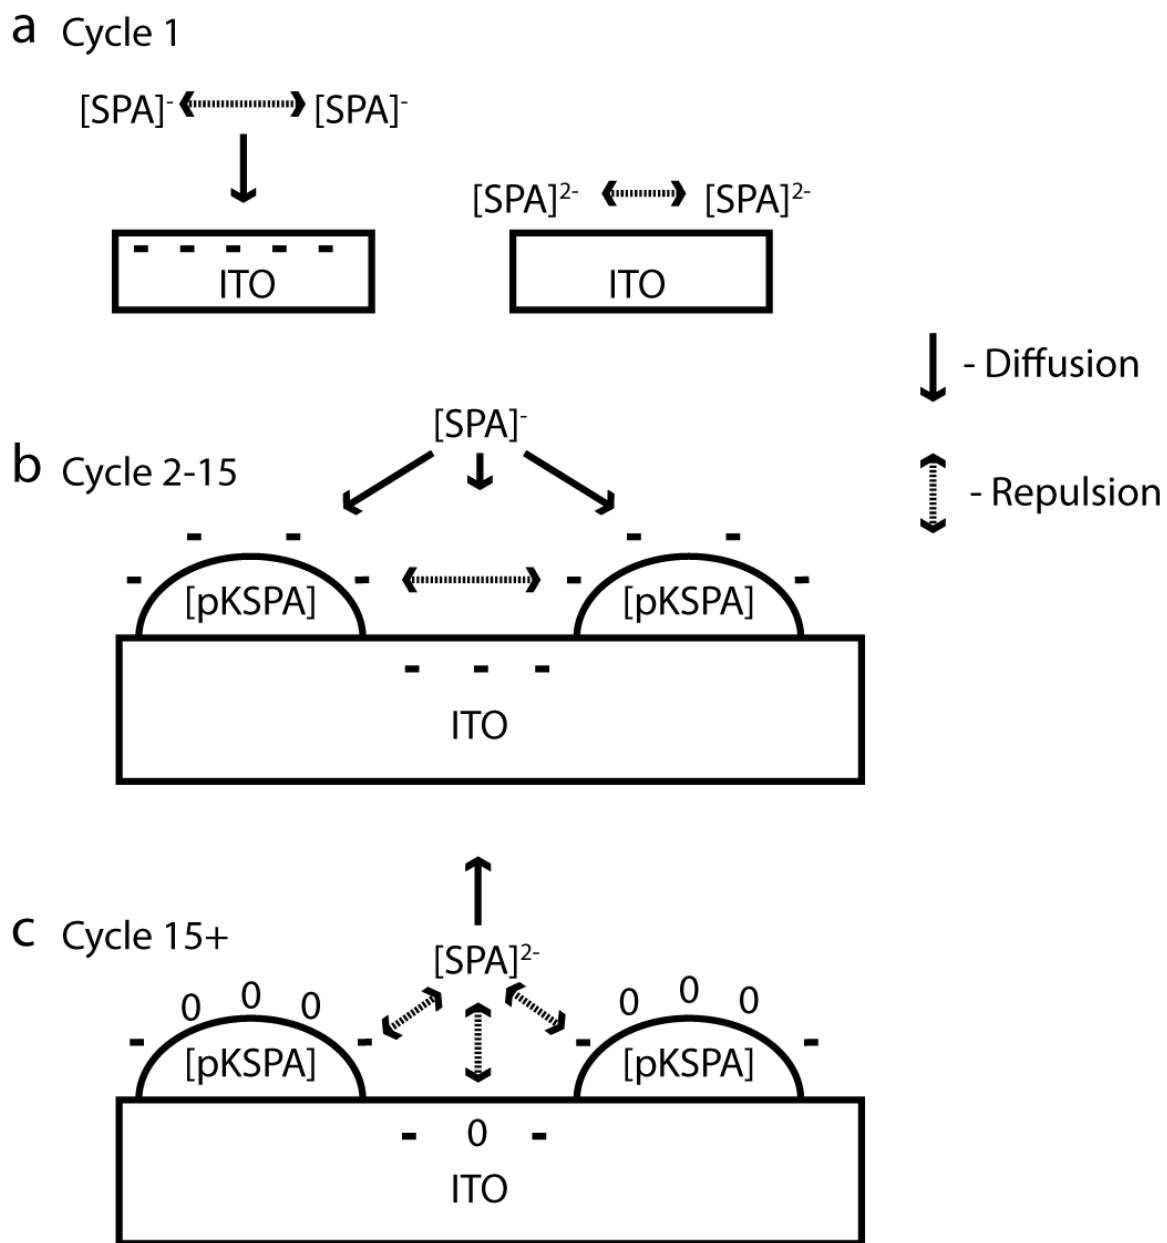 a Cycle 1
[SPA]- [SPA]-
[SPA]2- [SPA]2-
- - - - -
ITO ITO
- Diffusion
[SPA]-
b Cycle 2-15
- Repulsion
- - - -
- - - -
[pKSPA] [pKSPA]
- - -
ITO
c Cycle 15+
[SPA]2-
0 0 0 0 0 0
- - - -
[pKSPA] [pKSPA]
- 0 -
ITO